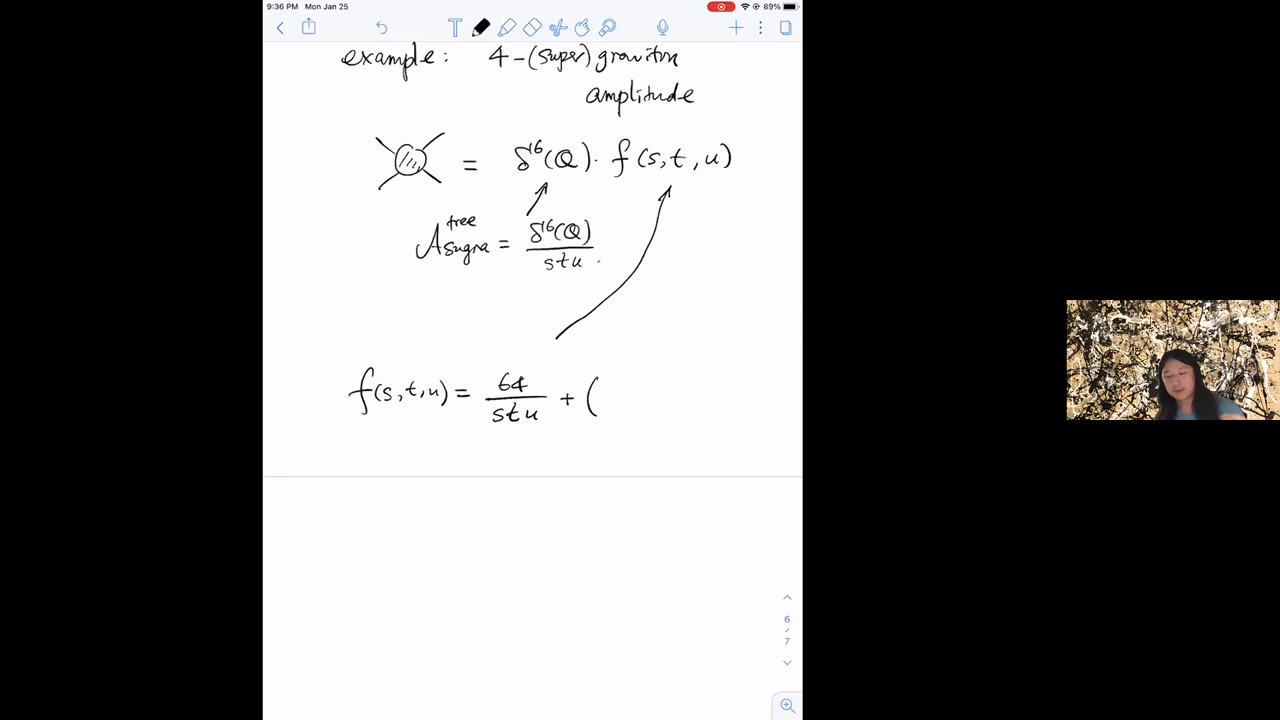 9:36 PM Mon Jan 25
89%
example: 4-(super)graviton
amplitude
= δ¹⁶(Q)· f(s,t,u)
A^tree_sugra = δ¹⁶(Q)/stu.
f(s,t,u) = 64/stu + (
6
/
7